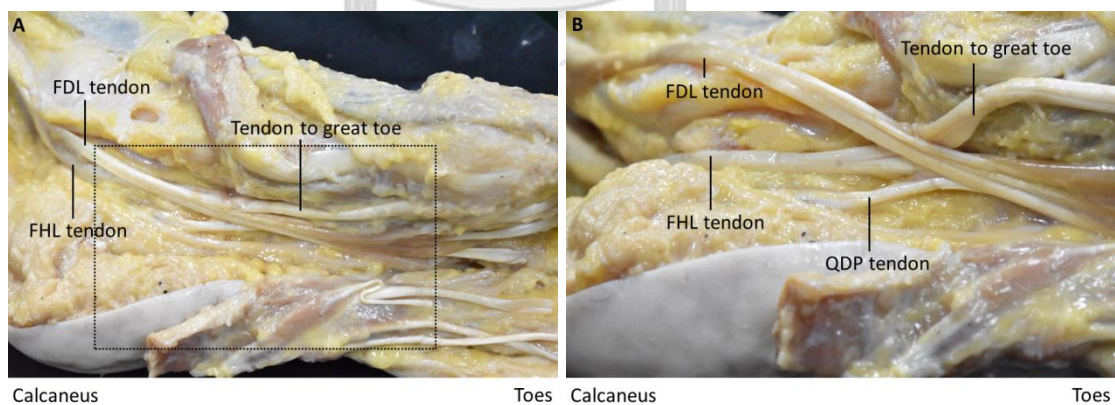 A
FDL tendon
Tendon to great toe
FHL tendon
Calcaneus
Toes
B
Tendon to great toe
FDL tendon
FHL tendon
QDP tendon
Calcaneus
Toes